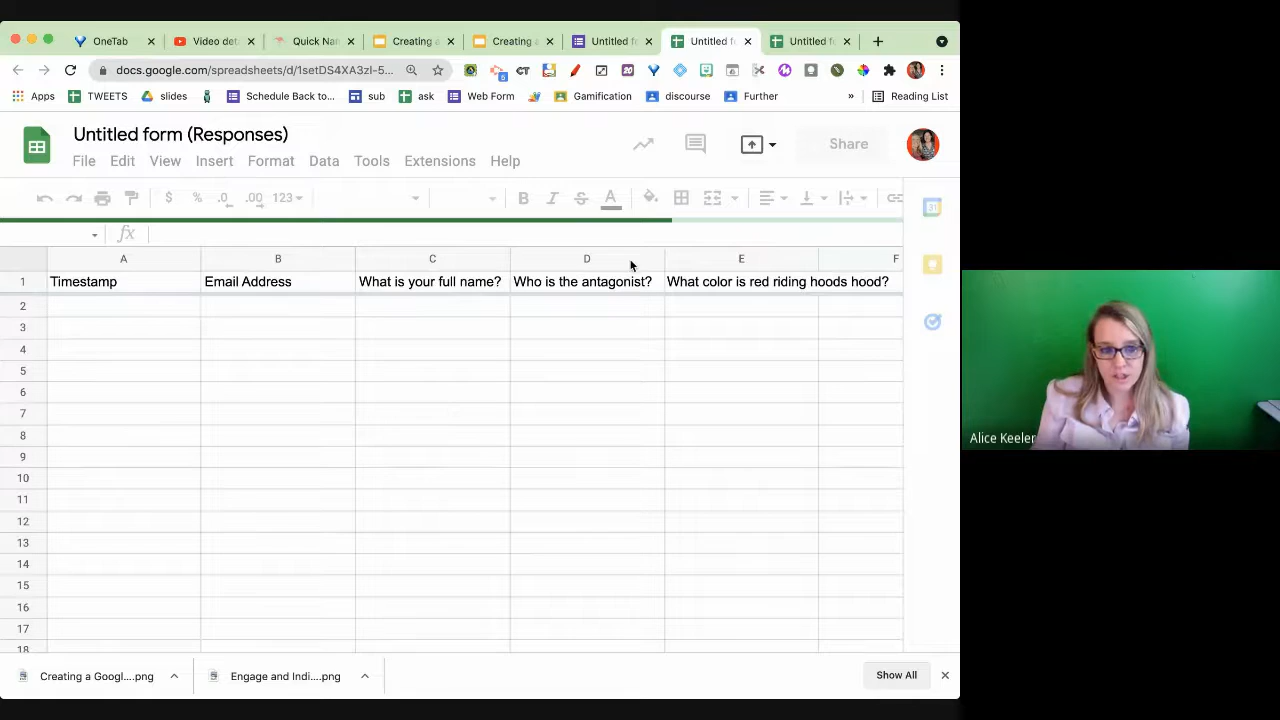 OneTab
Video det
Quick Na
Creating a
Creating a
Untitled fo
Untitled fo
Untitled fo
docs.google.com/spreadsheets/d/1setDS4XA3zI-5...
Apps
TWEETS
slides
Schedule Back to...
sub
ask
Web Form
Gamification
discourse
Further
»
Reading List
Untitled form (Responses)
Share
File Edit View Insert Format Data Tools Extensions Help
$ % .0 .00 123 B I S A
fx
A B C D E F
1 Timestamp Email Address What is your full name? Who is the antagonist? What color is red riding hoods hood?
2
3
4
5
6
7
8
9
10
11
12
13
14
15
16
17
18
31
Alice Keeler
Creating a Googl....png
Engage and Indi....png
Show All